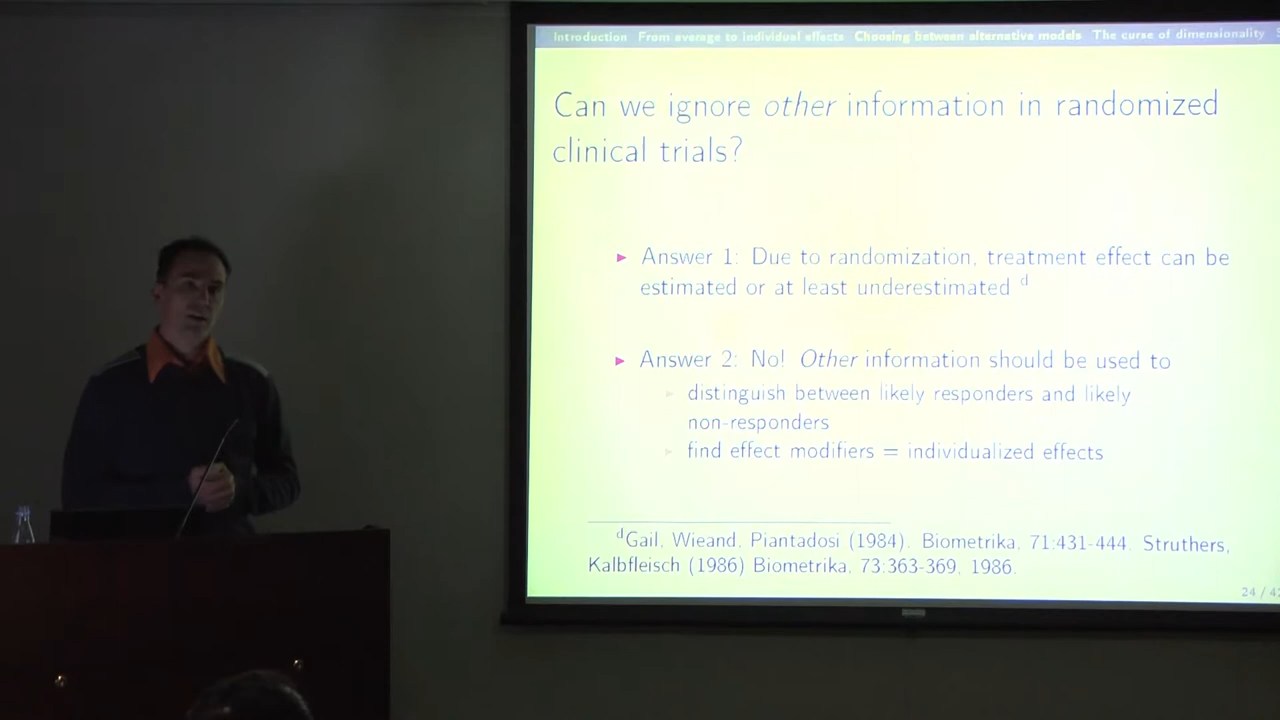 Introduction From average to individual effects Choosing between alternative models The curse of dimensionality S
Can we ignore other information in randomized
clinical trials?
► Answer 1: Due to randomization, treatment effect can be
estimated or at least underestimated d
► Answer 2: No! Other information should be used to
► distinguish between likely responders and likely
non-responders
► find effect modifiers = individualized effects
dGail, Wieand, Piantadosi (1984). Biometrika, 71:431-444. Struthers,
Kalbfleisch (1986) Biometrika, 73:363-369, 1986.
24 / 42